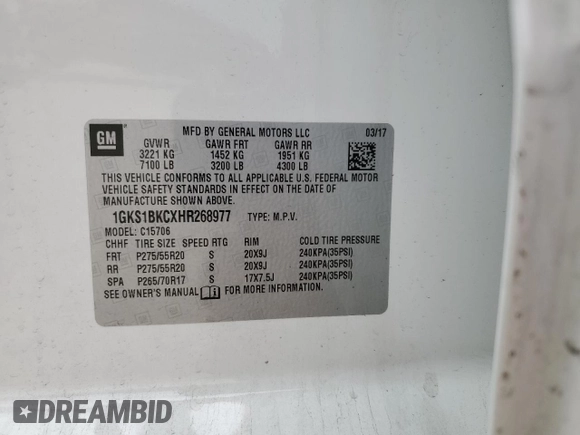 GM
MFD BY GENERAL MOTORS LLC 03/17
GVWR GAWR FRT GAWR RR
3221 KG 1452 KG 1951 KG
7100 LB 3200 LB 4300 LB
THIS VEHICLE CONFORMS TO ALL APPLICABLE U.S. FEDERAL MOTOR
VEHICLE SAFETY STANDARDS IN EFFECT ON THE DATE OF
MANUFACTURE SHOWN ABOVE.
1GKS1BKCXHR268977 TYPE: M.P.V.
MODEL: C15706
CHHF TIRE SIZE SPEED RTG RIM COLD TIRE PRESSURE
FRT P275/55R20 S 20X9J 240KPA(35PSI)
RR P275/55R20 S 20X9J 240KPA(35PSI)
SPA P265/70R17 S 17X7.5J 240KPA(35PSI)
SEE OWNER'S MANUAL FOR MORE INFORMATION.
DREAMBID